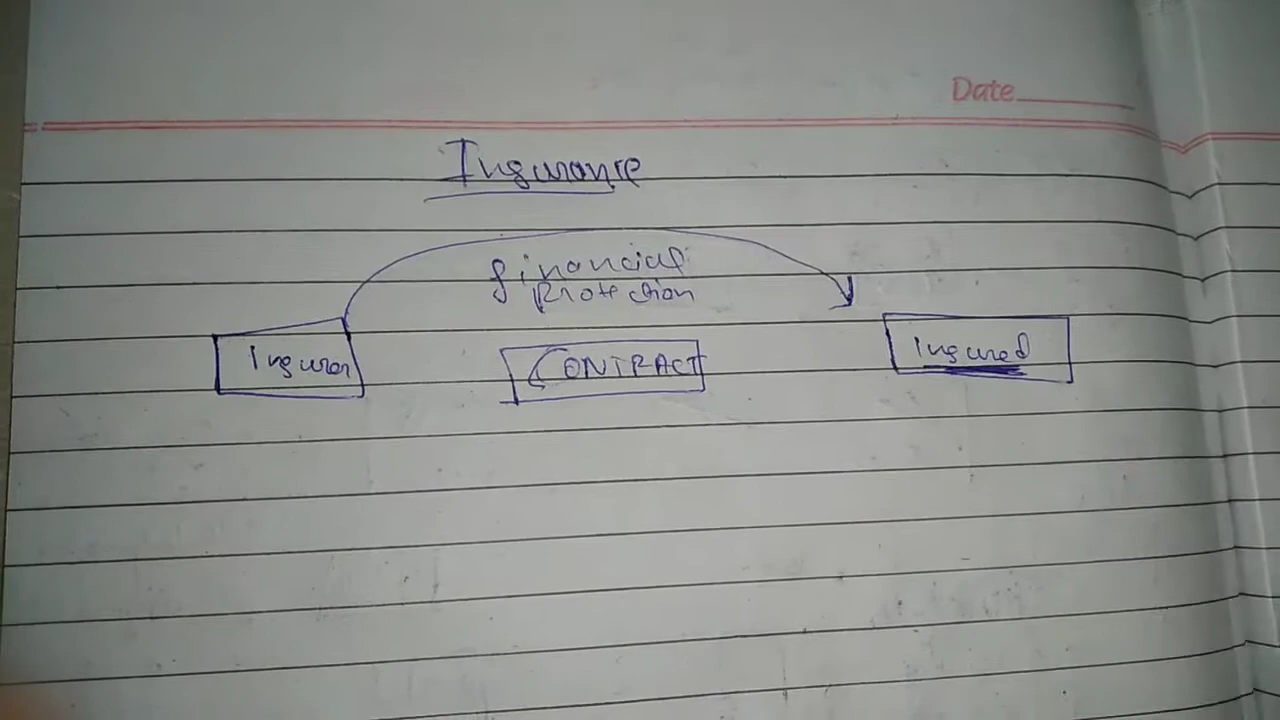 Date
Insurance
financial
protection
Insurer
CONTRACT
Insured